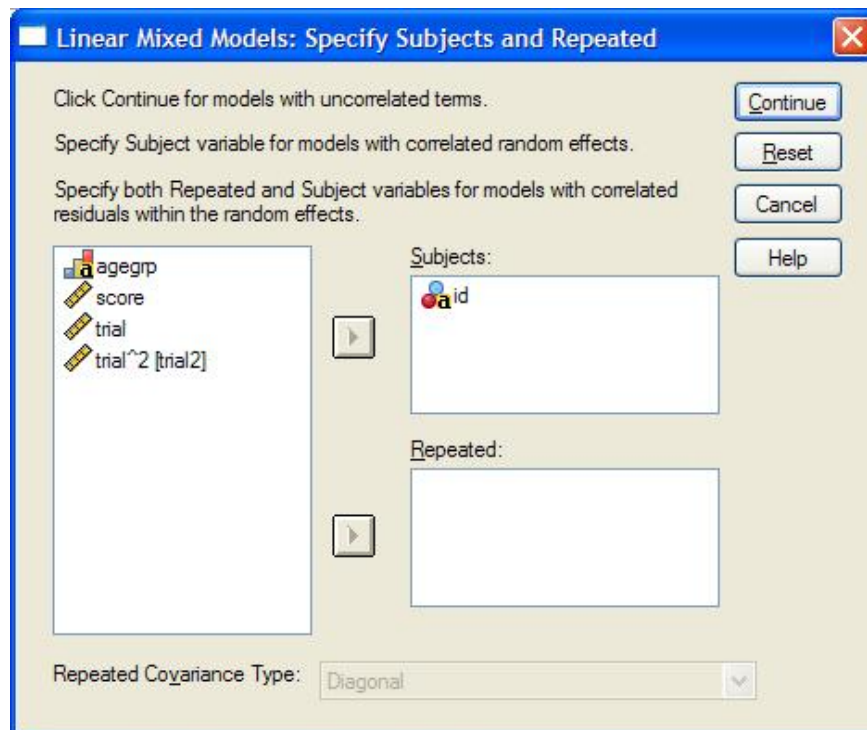 Linear Mixed Models: Specify Subjects and Repeated
Click Continue for models with uncorrelated terms.
Specify Subject variable for models with correlated random effects.
Specify both Repeated and Subject variables for models with correlated
residuals within the random effects.
Continue
Reset
Cancel
Help
agegrp
score
trial
trial^2 [trial2]
Subjects:
id
Repeated:
Repeated Covariance Type:
Diagonal